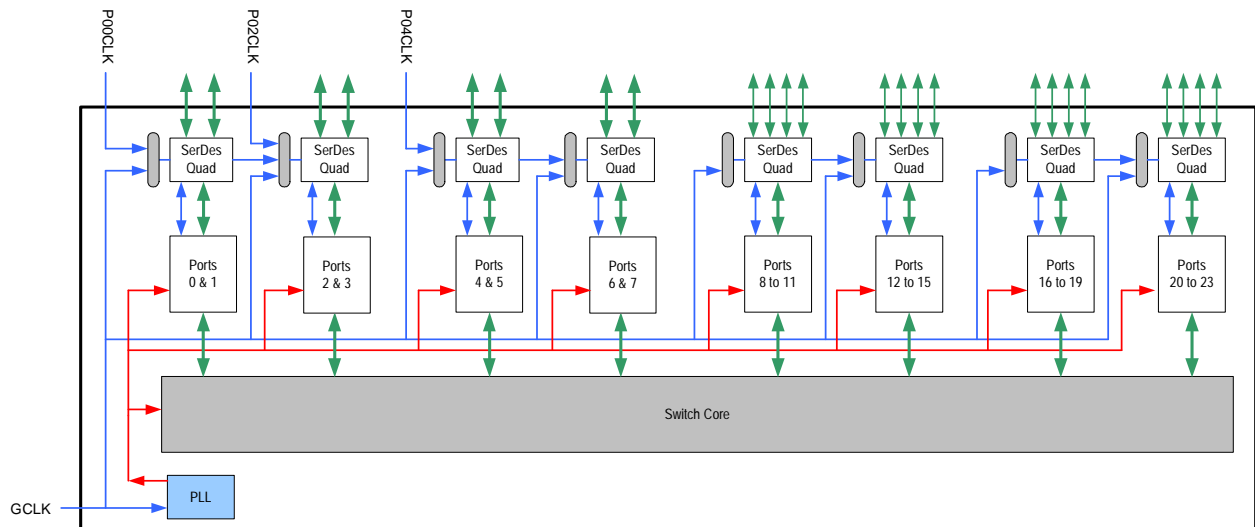 P00CLK
P02CLK
P04CLK
SerDes
Quad
SerDes
Quad
SerDes
Quad
SerDes
Quad
SerDes
Quad
SerDes
Quad
SerDes
Quad
SerDes
Quad
Ports
0 & 1
Ports
2 & 3
Ports
4 & 5
Ports
6 & 7
Ports
8 to 11
Ports
12 to 15
Ports
16 to 19
Ports
20 to 23
Switch Core
PLL
GCLK